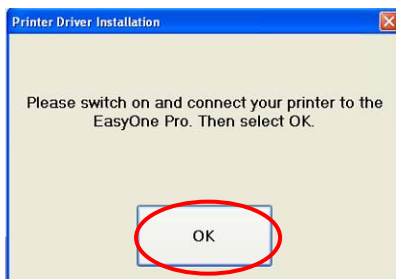 Printer Driver Installation
Please switch on and connect your printer to the
EasyOne Pro. Then select OK.
OK